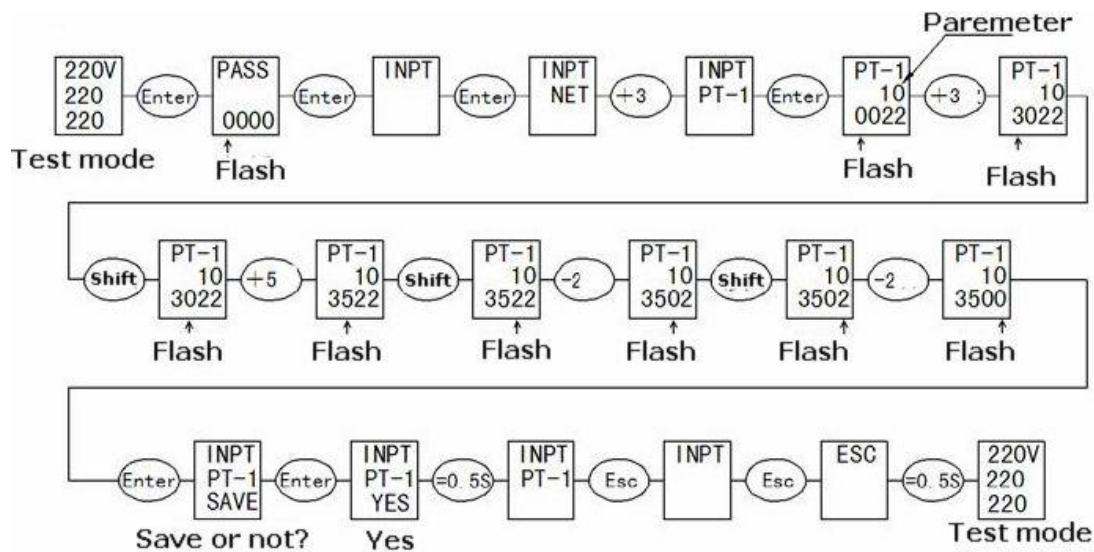 Paremeter
220V
220
220
Enter
PASS
0000
Enter
INPT
Enter
INPT
NET
+3
INPT
PT-1
Enter
PT-1
10
0022
+3
PT-1
10
3022
Test mode
Flash
Flash
Flash
Shift
PT-1
10
3022
+5
PT-1
10
3522
Shift
PT-1
10
3522
-2
PT-1
10
3502
Shift
PT-1
10
3502
-2
PT-1
10
3500
Flash
Flash
Flash
Flash
Flash
Flash
Enter
INPT
PT-1
SAVE
Enter
INPT
PT-1
YES
=0.5S
INPT
PT-1
Esc
INPT
Esc
ESC
=0.5S
220V
220
220
Save or not?
Yes
Test mode